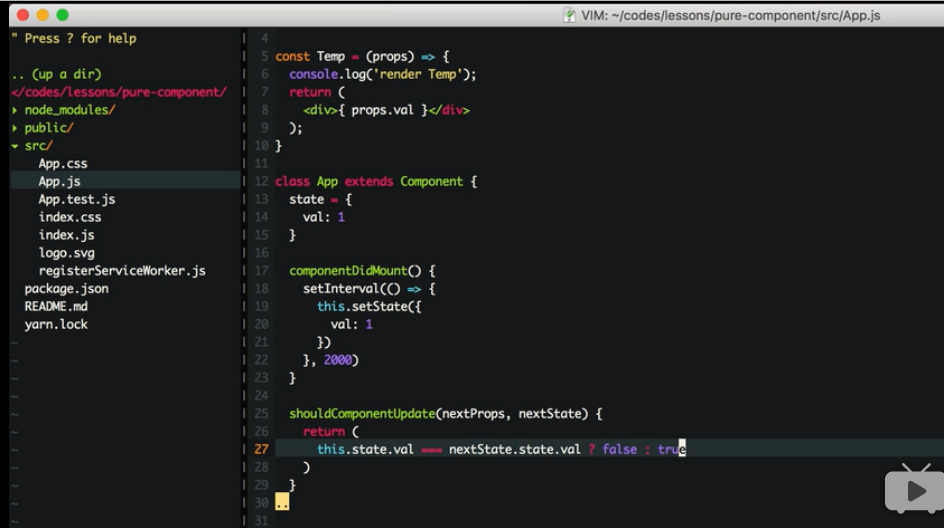 VIM: ~/codes/lessons/pure-component/src/App.js
" Press ? for help
.. (up a dir)
</codes/lessons/pure-component/
▸ node_modules/
▸ public/
▾ src/
App.css
App.js
App.test.js
index.css
index.js
logo.svg
registerServiceWorker.js
package.json
README.md
yarn.lock
~
~
~
~
~
~
~
~
~
~
4
5 const Temp = (props) => {
6   console.log('render Temp');
7   return (
8     <div>{ props.val }</div>
9   );
10 }
11
12 class App extends Component {
13   state = {
14     val: 1
15   }
16
17   componentDidMount() {
18     setInterval(() => {
19       this.setState({
20         val: 1
21       })
22     }, 2000)
23   }
24
25   shouldComponentUpdate(nextProps, nextState) {
26     return (
27       this.state.val === nextState.state.val ? false : true
28     )
29   }
30 ..
31